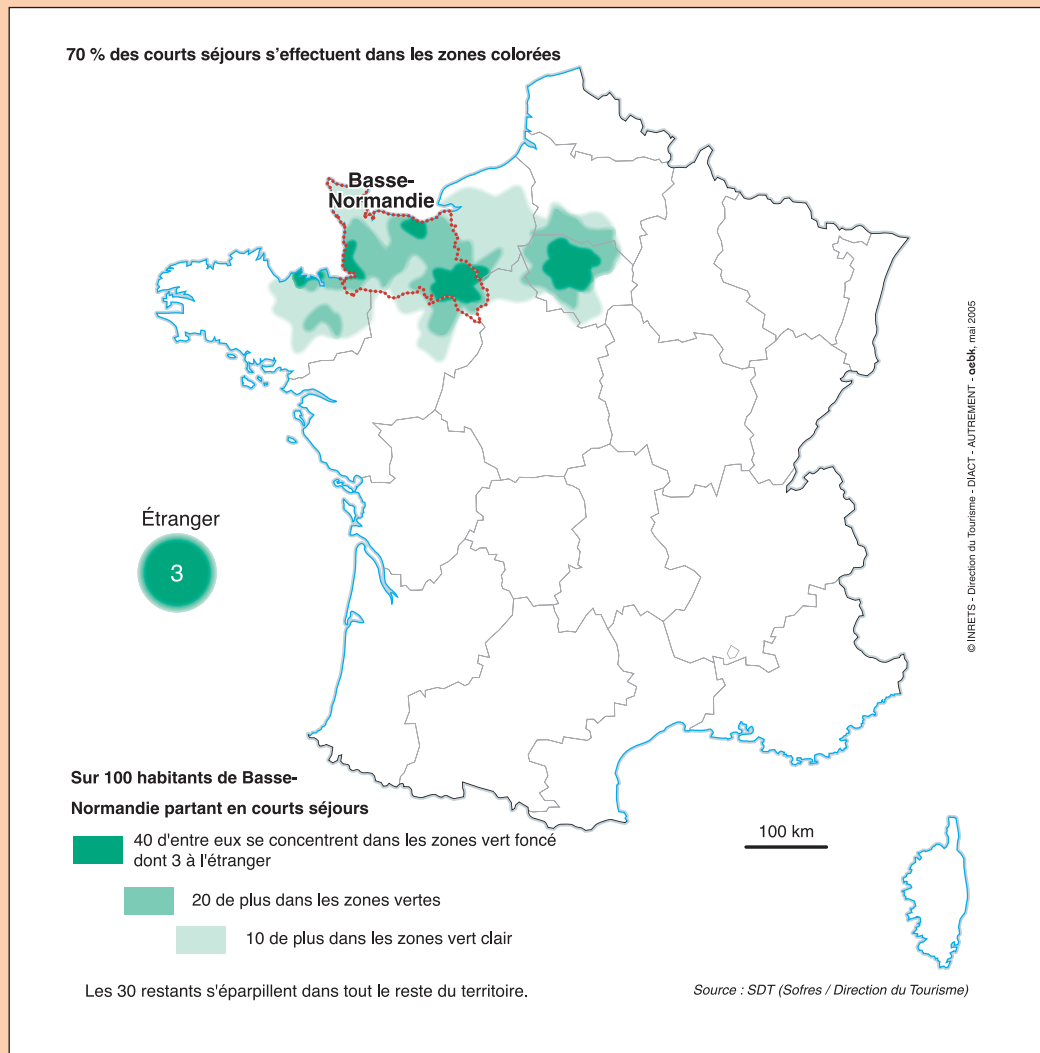 70 % des courts séjours s’effectuent dans les zones colorées
Basse-
Normandie
Étranger
3
© INRETS - Direction du Tourisme - DIACT - AUTREMENT - aebk, mai 2005
Sur 100 habitants de Basse-
Normandie partant en courts séjours
40 d'entre eux se concentrent dans les zones vert foncé
dont 3 à l'étranger
20 de plus dans les zones vertes
10 de plus dans les zones vert clair
Les 30 restants s'éparpillent dans tout le reste du territoire.
100 km
Source : SDT (Sofres / Direction du Tourisme)